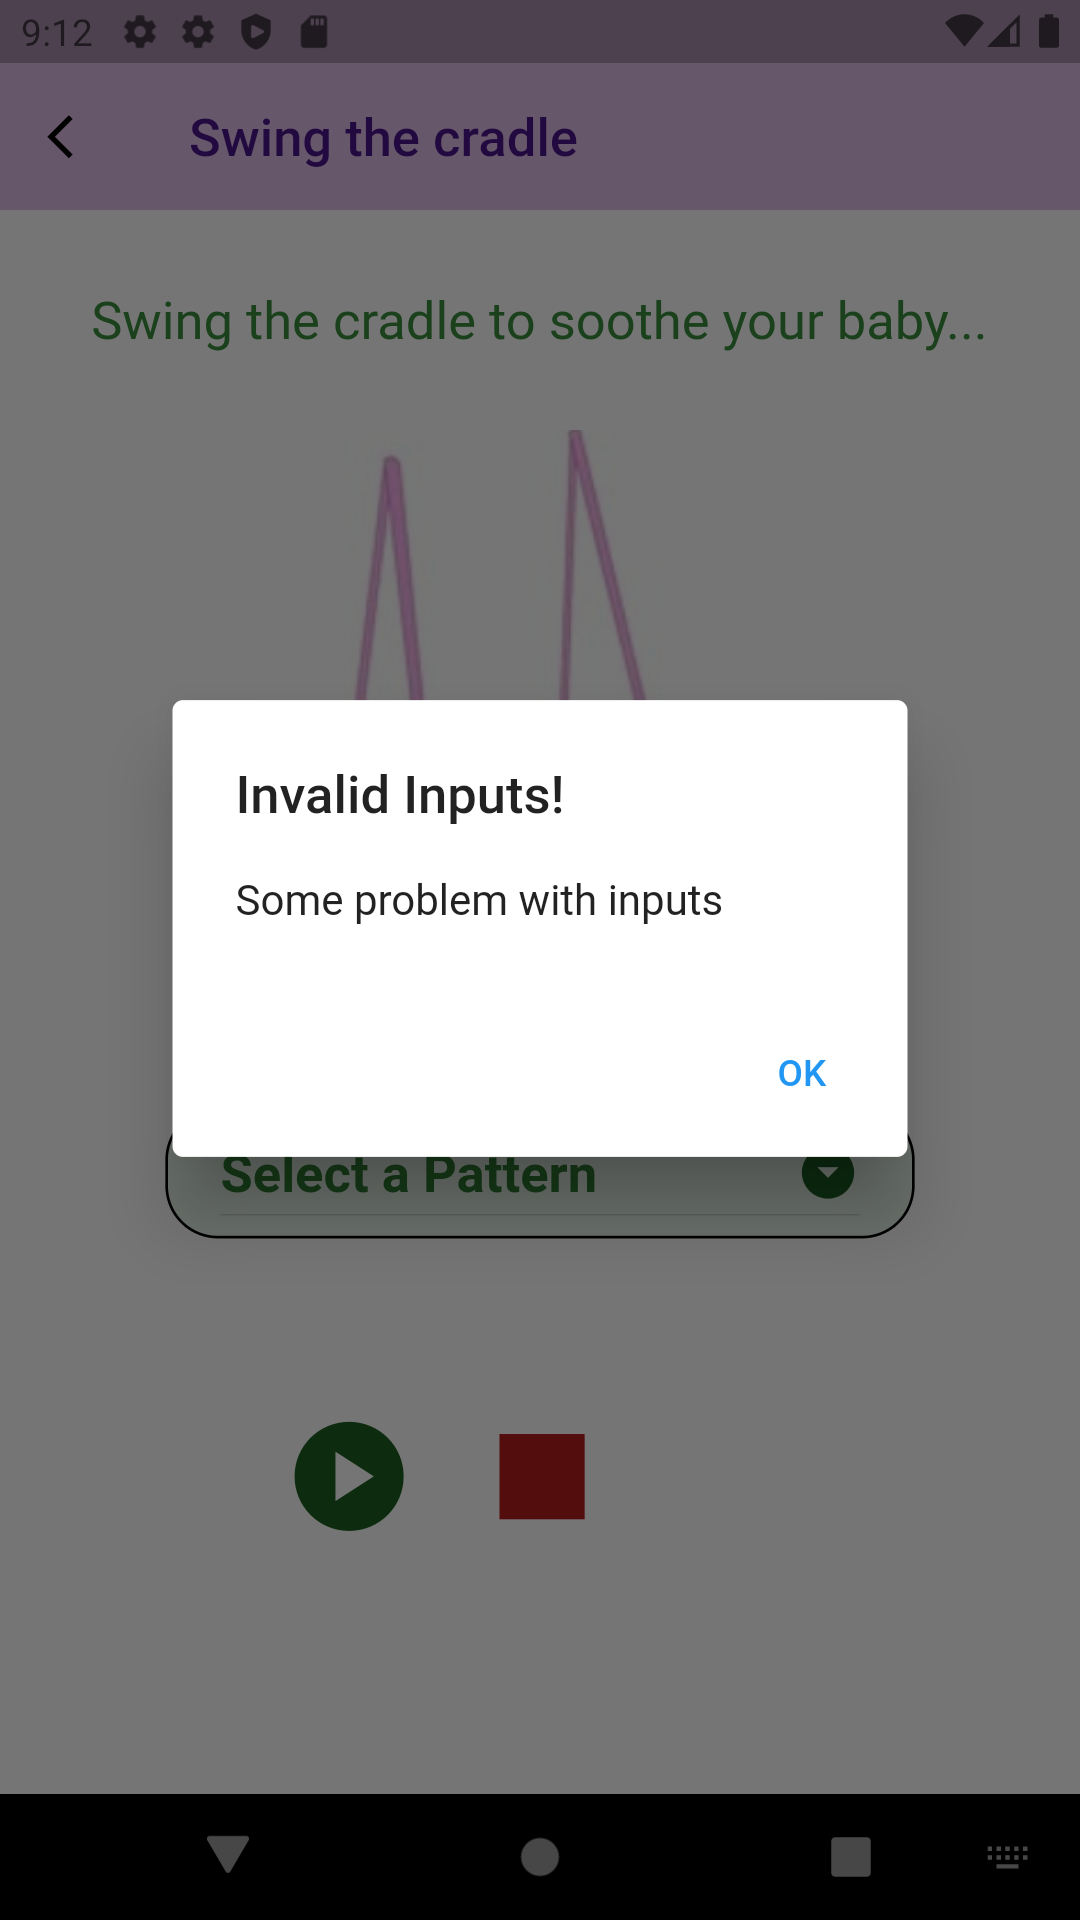 9:12
Swing the cradle
Swing the cradle to soothe your baby...
Invalid Inputs!
Some problem with inputs
OK
Select a Pattern